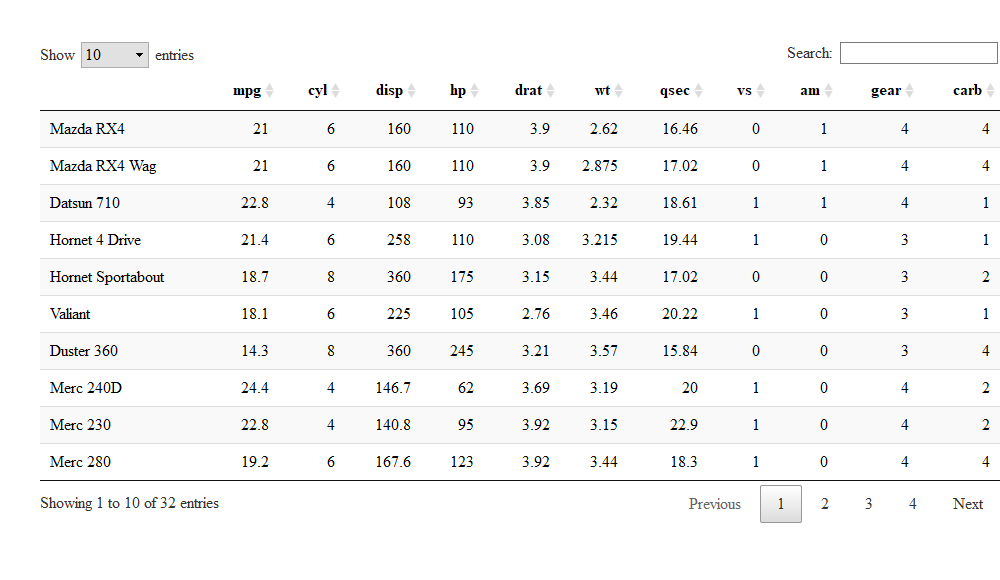 Show 10 entries Search:
mpg cyl disp hp drat wt qsec vs am gear carb
Mazda RX4 21 6 160 110 3.9 2.62 16.46 0 1 4 4
Mazda RX4 Wag 21 6 160 110 3.9 2.875 17.02 0 1 4 4
Datsun 710 22.8 4 108 93 3.85 2.32 18.61 1 1 4 1
Hornet 4 Drive 21.4 6 258 110 3.08 3.215 19.44 1 0 3 1
Hornet Sportabout 18.7 8 360 175 3.15 3.44 17.02 0 0 3 2
Valiant 18.1 6 225 105 2.76 3.46 20.22 1 0 3 1
Duster 360 14.3 8 360 245 3.21 3.57 15.84 0 0 3 4
Merc 240D 24.4 4 146.7 62 3.69 3.19 20 1 0 4 2
Merc 230 22.8 4 140.8 95 3.92 3.15 22.9 1 0 4 2
Merc 280 19.2 6 167.6 123 3.92 3.44 18.3 1 0 4 4
Showing 1 to 10 of 32 entries Previous 1 2 3 4 Next